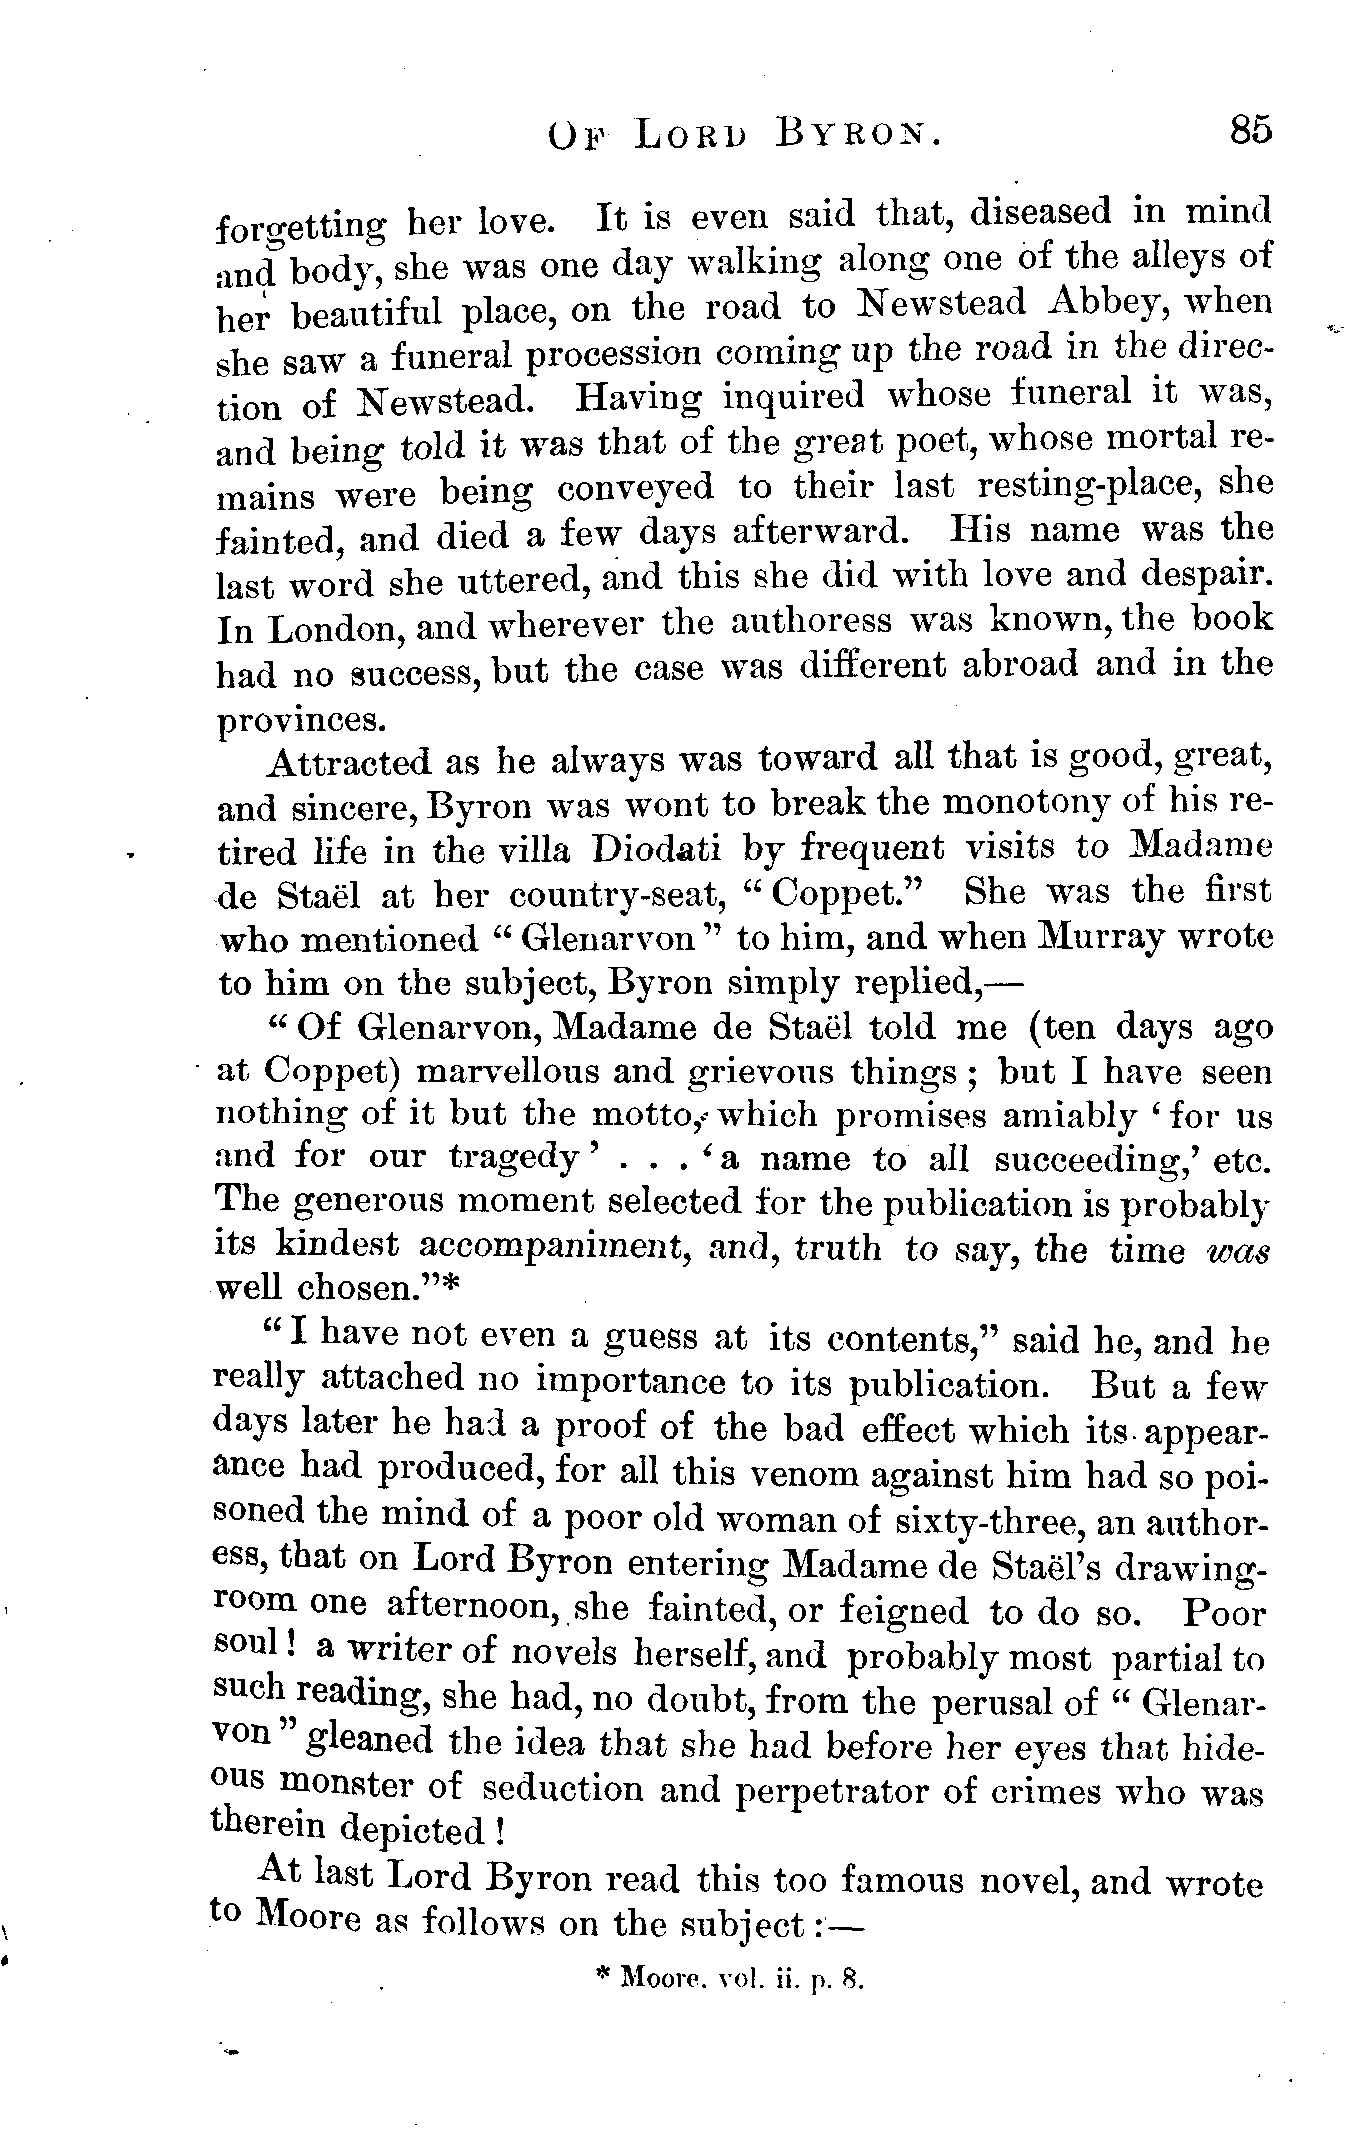 OF LORD BYRON. 85
forgetting her love. It is even said that, diseased in mind
and body, she was one day walking along one of the alleys of
her beautiful place, on the road to Newstead Abbey, when
she saw a funeral procession coming up the road in the direc-
tion of Newstead. Having inquired whose funeral it was,
and being told it was that of the great poet, whose mortal re-
mains were being conveyed to their last resting-place, she
fainted, and died a few days afterward. His name was the
last word she uttered, and this she did with love and despair.
In London, and wherever the authoress was known, the book
had no success, but the case was different abroad and in the
provinces.
Attracted as he always was toward all that is good, great,
and sincere, Byron was wont to break the monotony of his re-
tired life in the villa Diodati by frequent visits to Madame
de Staël at her country-seat, "Coppet." She was the first
who mentioned "Glenarvon" to him, and when Murray wrote
to him on the subject, Byron simply replied,—
"Of Glenarvon, Madame de Staël told me (ten days ago
at Coppet) marvellous and grievous things; but I have seen
nothing of it but the motto, which promises amiably 'for us
and for our tragedy' . . . 'a name to all succeeding,' etc.
The generous moment selected for the publication is probably
its kindest accompaniment, and, truth to say, the time was
well chosen."*
"I have not even a guess at its contents," said he, and he
really attached no importance to its publication. But a few
days later he had a proof of the bad effect which its appear-
ance had produced, for all this venom against him had so poi-
soned the mind of a poor old woman of sixty-three, an author-
ess, that on Lord Byron entering Madame de Staël's drawing-
room one afternoon, she fainted, or feigned to do so. Poor
soul! a writer of novels herself, and probably most partial to
such reading, she had, no doubt, from the perusal of "Glenar-
von" gleaned the idea that she had before her eyes that hide-
ous monster of seduction and perpetrator of crimes who was
therein depicted!
At last Lord Byron read this too famous novel, and wrote
to Moore as follows on the subject:—
* Moore. vol. ii. p. 8.